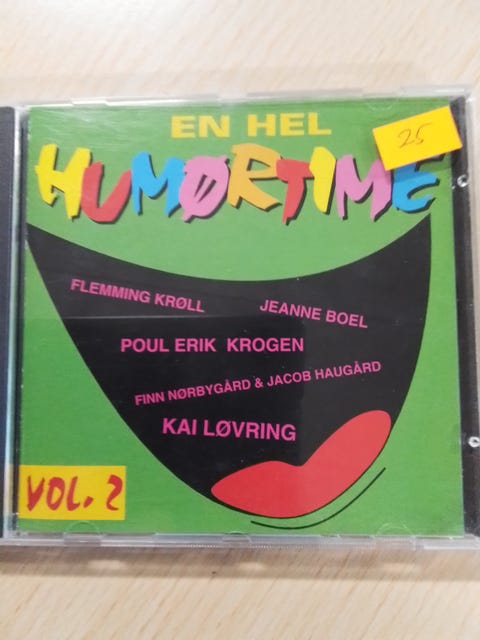 EN HEL
25
HUMØRTIME
FLEMMING KRØLL
JEANNE BOEL
POUL ERIK KROGEN
FINN NØRBYGÅRD & JACOB HAUGÅRD
KAI LØVRING
VOL. 2